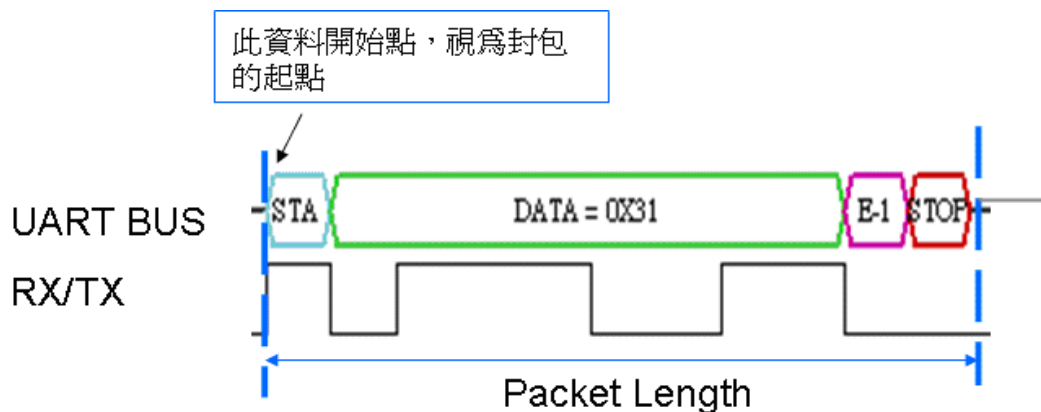 此資料開始點，視為封包
的起點
UART BUS
STA
DATA = 0X31
E-1
STOP
RX/TX
Packet Length